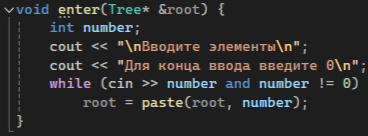 void enter(Tree* &root) {
    int number;
    cout << "\nВводите элементы\n";
    cout << "Для конца ввода введите 0\n";
    while (cin >> number and number != 0)
        root = paste(root, number);
}